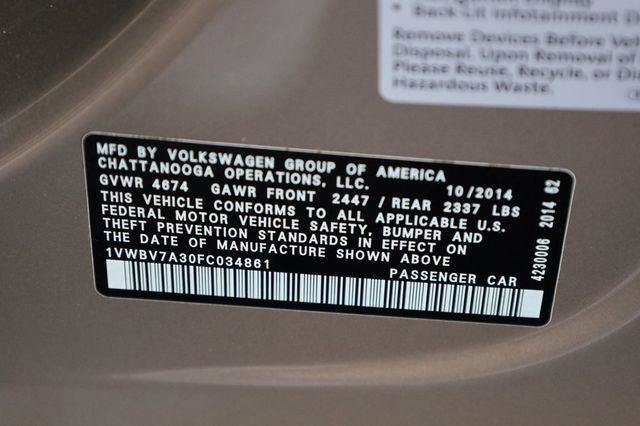 Back-Lit Infotainment
Remove Devices Before
Disposal. Upon Removal of
Please Reuse, Recycle, or
Hazardous Waste.
MFD BY VOLKSWAGEN GROUP OF AMERICA
CHATTANOOGA OPERATIONS, LLC. 10/2014
GVWR 4674 GAWR FRONT 2447 / REAR 2337 LBS
THIS VEHICLE CONFORMS TO ALL APPLICABLE U.S.
FEDERAL MOTOR VEHICLE SAFETY, BUMPER AND
THEFT PREVENTION STANDARDS IN EFFECT ON
THE DATE OF MANUFACTURE SHOWN ABOVE
1VWBV7A30FC034861 PASSENGER CAR
4230006 2014 62